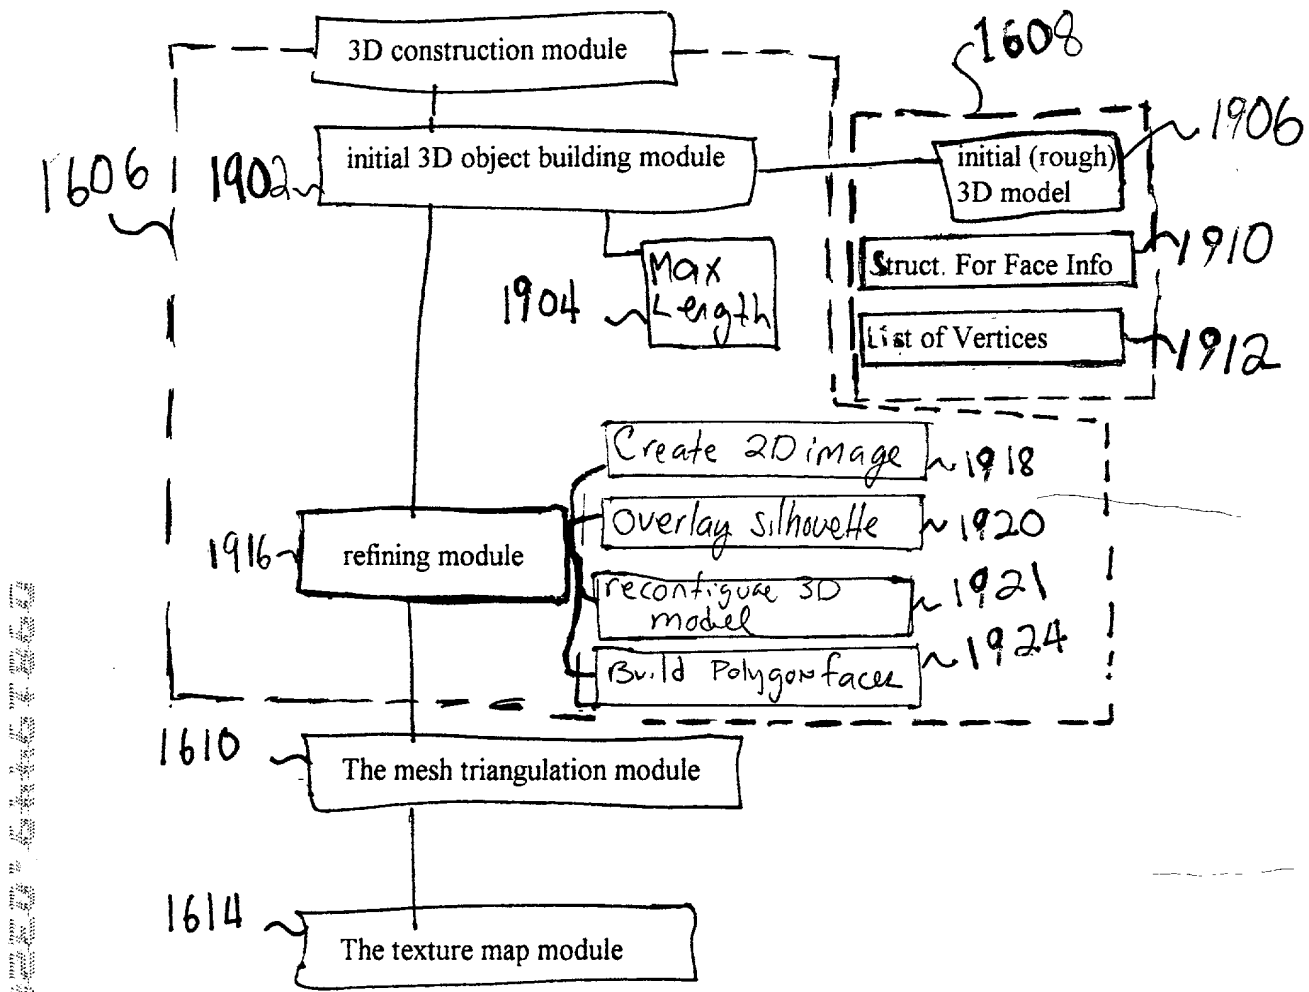 3D construction module
1608
1606
1902
initial 3D object building module
initial (rough)
3D model
1906
Max
Length
1904
Struct. For Face Info
1910
List of Vertices
1912
Create 2D image
1918
1916
refining module
Overlay silhouette
1920
reconfigure 3D
model
1921
Build Polygon faces
1924
1610
The mesh triangulation module
1614
The texture map module